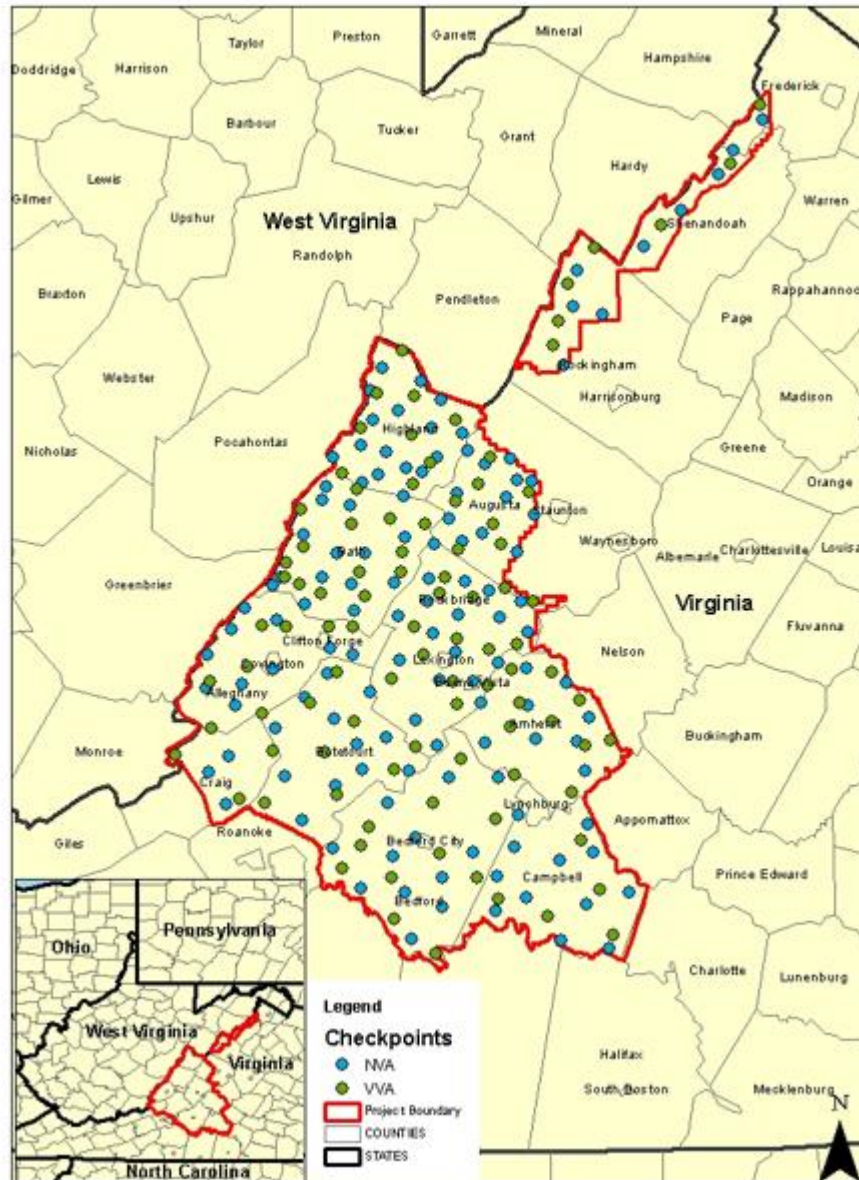 Preston
Garrett
Mineral
Taylor
Hampshire
Doddridge
Harrison
Frederick
Barbour
Tucker
Grant
Hardy
Lewis
Gilmer
Upshur
Warren
West Virginia
Shenandoah
Randolph
Rappahannoc
Braxton
Pendleton
Page
Rockingham
Webster
Madison
Harrisonburg
Highland
Pocahontas
Nicholas
Greene
Orange
Augusta
Staunton
Waynesboro
Bath
Albemarle
Charlottesville
Louisa
Greenbrier
Rockbridge
Virginia
Fluvanna
Clifton Forge
Nelson
Covington
Lexington
Buena Vista
Alleghany
Amherst
Buckingham
Monroe
Botetourt
Craig
Lynchburg
Appomattox
Roanoke
Giles
Bedford City
Prince Edward
Campbell
Bedford
Pennsylvania
Ohio
Charlotte
Lunenburg
Legend
West Virginia
Checkpoints
Virginia
NVA
VVA
Halifax
South Boston
Mecklenburg
N
Project Boundary
COUNTIES
STATES
North Carolina